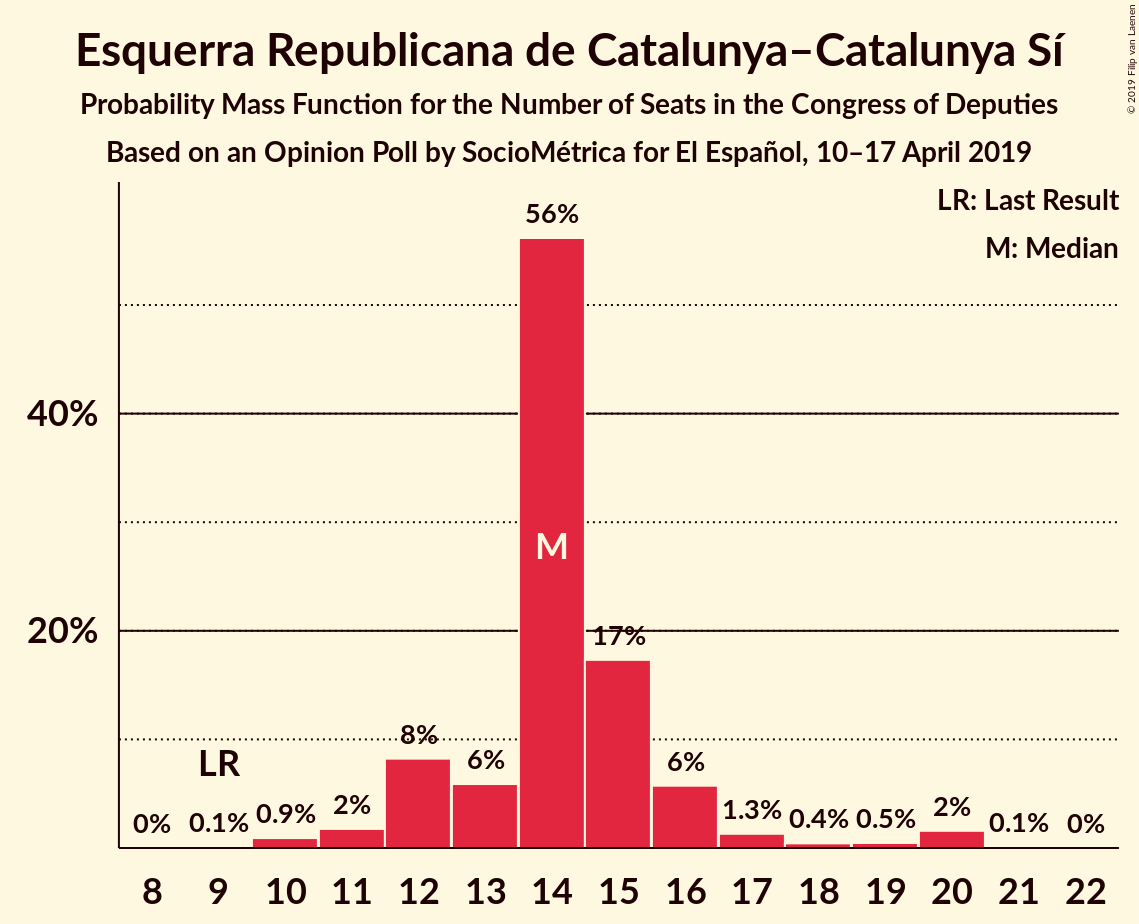 Esquerra Republicana de Catalunya–Catalunya Sí
Probability Mass Function for the Number of Seats in the Congress of Deputies
Based on an Opinion Poll by SocioMétrica for El Español, 10–17 April 2019
© 2019 Filip van Laenen
LR: Last Result
M: Median
56%
40%
M
20%
17%
8%
6%
6%
LR
0%
0.1%
0.9%
2%
1.3%
0.4%
0.5%
2%
0.1%
0%
8 9 10 11 12 13 14 15 16 17 18 19 20 21 22